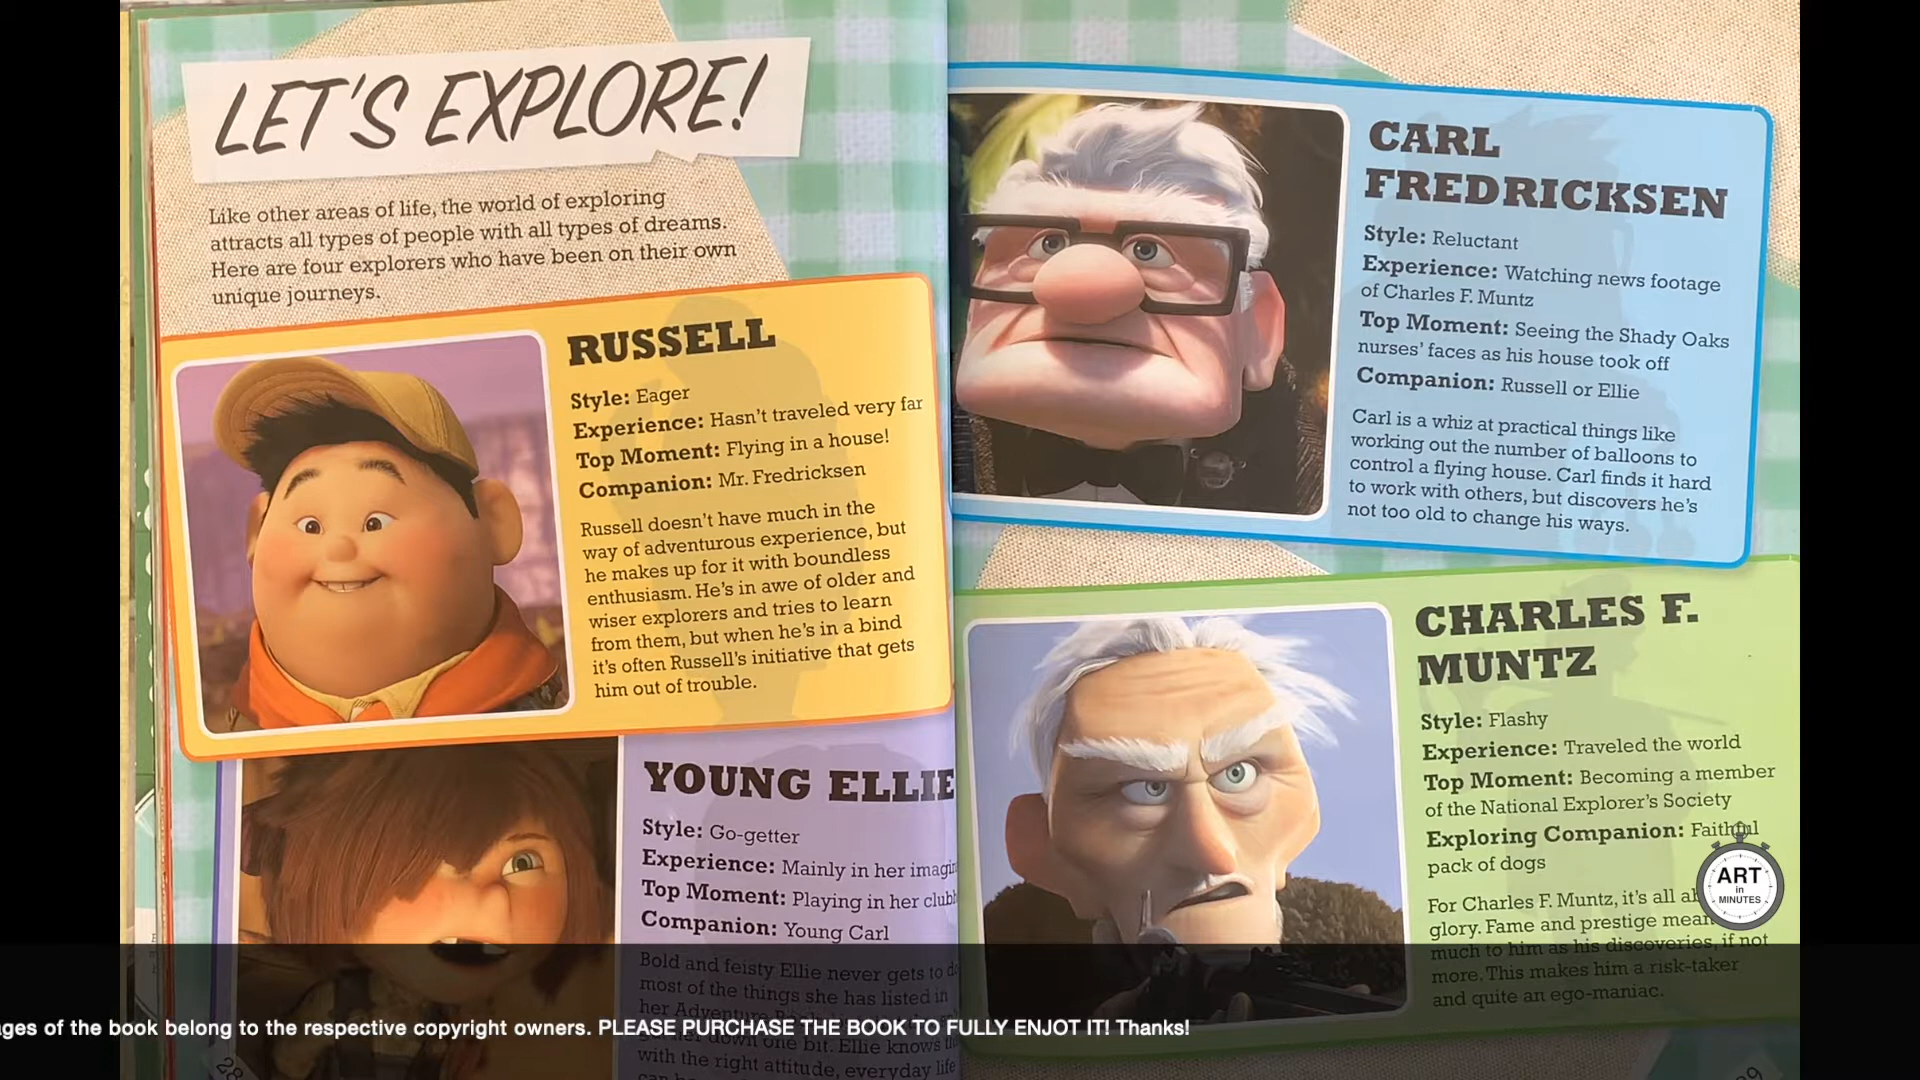 LET'S EXPLORE!
Like other areas of life, the world of exploring
attracts all types of people with all types of dreams.
Here are four explorers who have been on their own
unique journeys.
RUSSELL
Style: Eager
Experience: Hasn't traveled very far
Top Moment: Flying in a house!
Companion: Mr. Fredricksen
Russell doesn't have much in the
way of adventurous experience, but
he makes up for it with boundless
enthusiasm. He's in awe of older and
wiser explorers and tries to learn
from them, but when he's in a bind
it's often Russell's initiative that gets
him out of trouble.
YOUNG ELLIE
Style: Go-getter
Experience: Mainly in her
Top Moment: Playing in her
Companion: Young Carl
Bold and feisty Ellie never gets to
most of the things she has listed in
her
down one bit. Ellie knows
with the right attitude, everyday life
28
CARL
FREDRICKSEN
Style: Reluctant
Experience: Watching news footage
of Charles F. Muntz
Top Moment: Seeing the Shady Oaks
nurses' faces as his house took off
Companion: Russell or Ellie
Carl is a whiz at practical things like
working out the number of balloons to
control a flying house. Carl finds it hard
to work with others, but discovers he's
not too old to change his ways.
CHARLES F.
MUNTZ
Style: Flashy
Experience: Traveled the world
Top Moment: Becoming a member
of the National Explorer's Society
Exploring Companion: Faithful
pack of dogs
For Charles F. Muntz, it's all
glory. Fame and prestige
much to him as his discoveries, if not
more. This makes him a risk-taker
and quite an ego-maniac.
ART
in
MINUTES
of the book belong to the respective copyright owners. PLEASE PURCHASE THE BOOK TO FULLY ENJOT IT! Thanks!